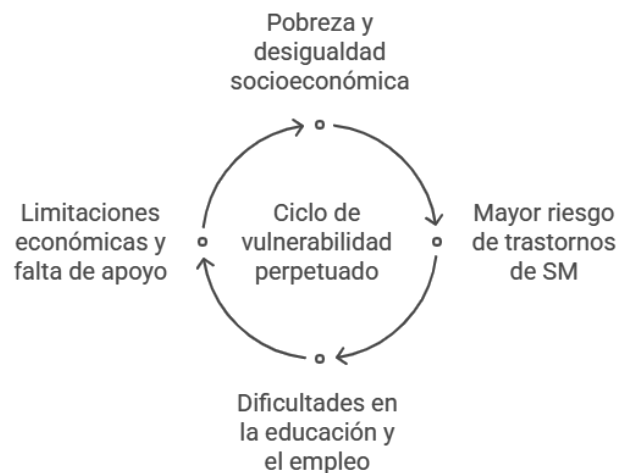 Pobreza y
desigualdad
socioeconómica
Mayor riesgo
de trastornos
de SM
Dificultades en
la educación y
el empleo
Limitaciones
económicas y
falta de apoyo
Ciclo de
vulnerabilidad
perpetuado